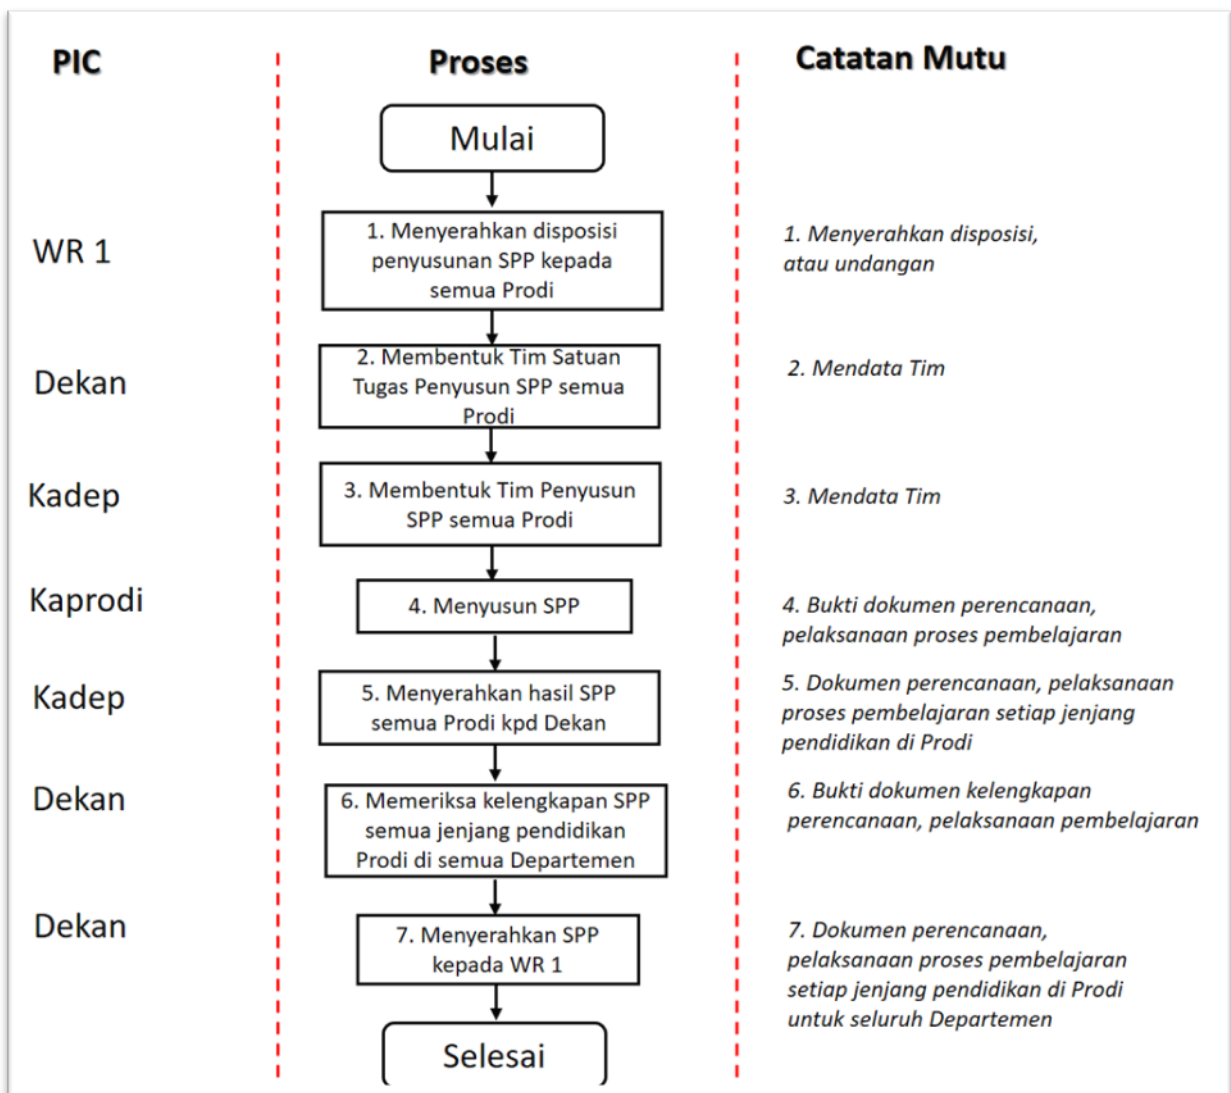 PIC
Proses
Catatan Mutu
Mulai
WR 1
1. Menyerahkan disposisi
penyusunan SPP kepada
semua Prodi
1. Menyerahkan disposisi,
atau undangan
Dekan
2. Membentuk Tim Satuan
Tugas Penyusun SPP semua
Prodi
2. Mendata Tim
Kadep
3. Membentuk Tim Penyusun
SPP semua Prodi
3. Mendata Tim
Kaprodi
4. Menyusun SPP
4. Bukti dokumen perencanaan,
pelaksanaan proses pembelajaran
Kadep
5. Menyerahkan hasil SPP
semua Prodi kpd Dekan
5. Dokumen perencanaan, pelaksanaan
proses pembelajaran setiap jenjang
pendidikan di Prodi
Dekan
6. Memeriksa kelengkapan SPP
semua jenjang pendidikan
Prodi di semua Departemen
6. Bukti dokumen kelengkapan
perencanaan, pelaksanaan pembelajaran
Dekan
7. Menyerahkan SPP
kepada WR 1
7. Dokumen perencanaan,
pelaksanaan proses pembelajaran
setiap jenjang pendidikan di Prodi
untuk seluruh Departemen
Selesai